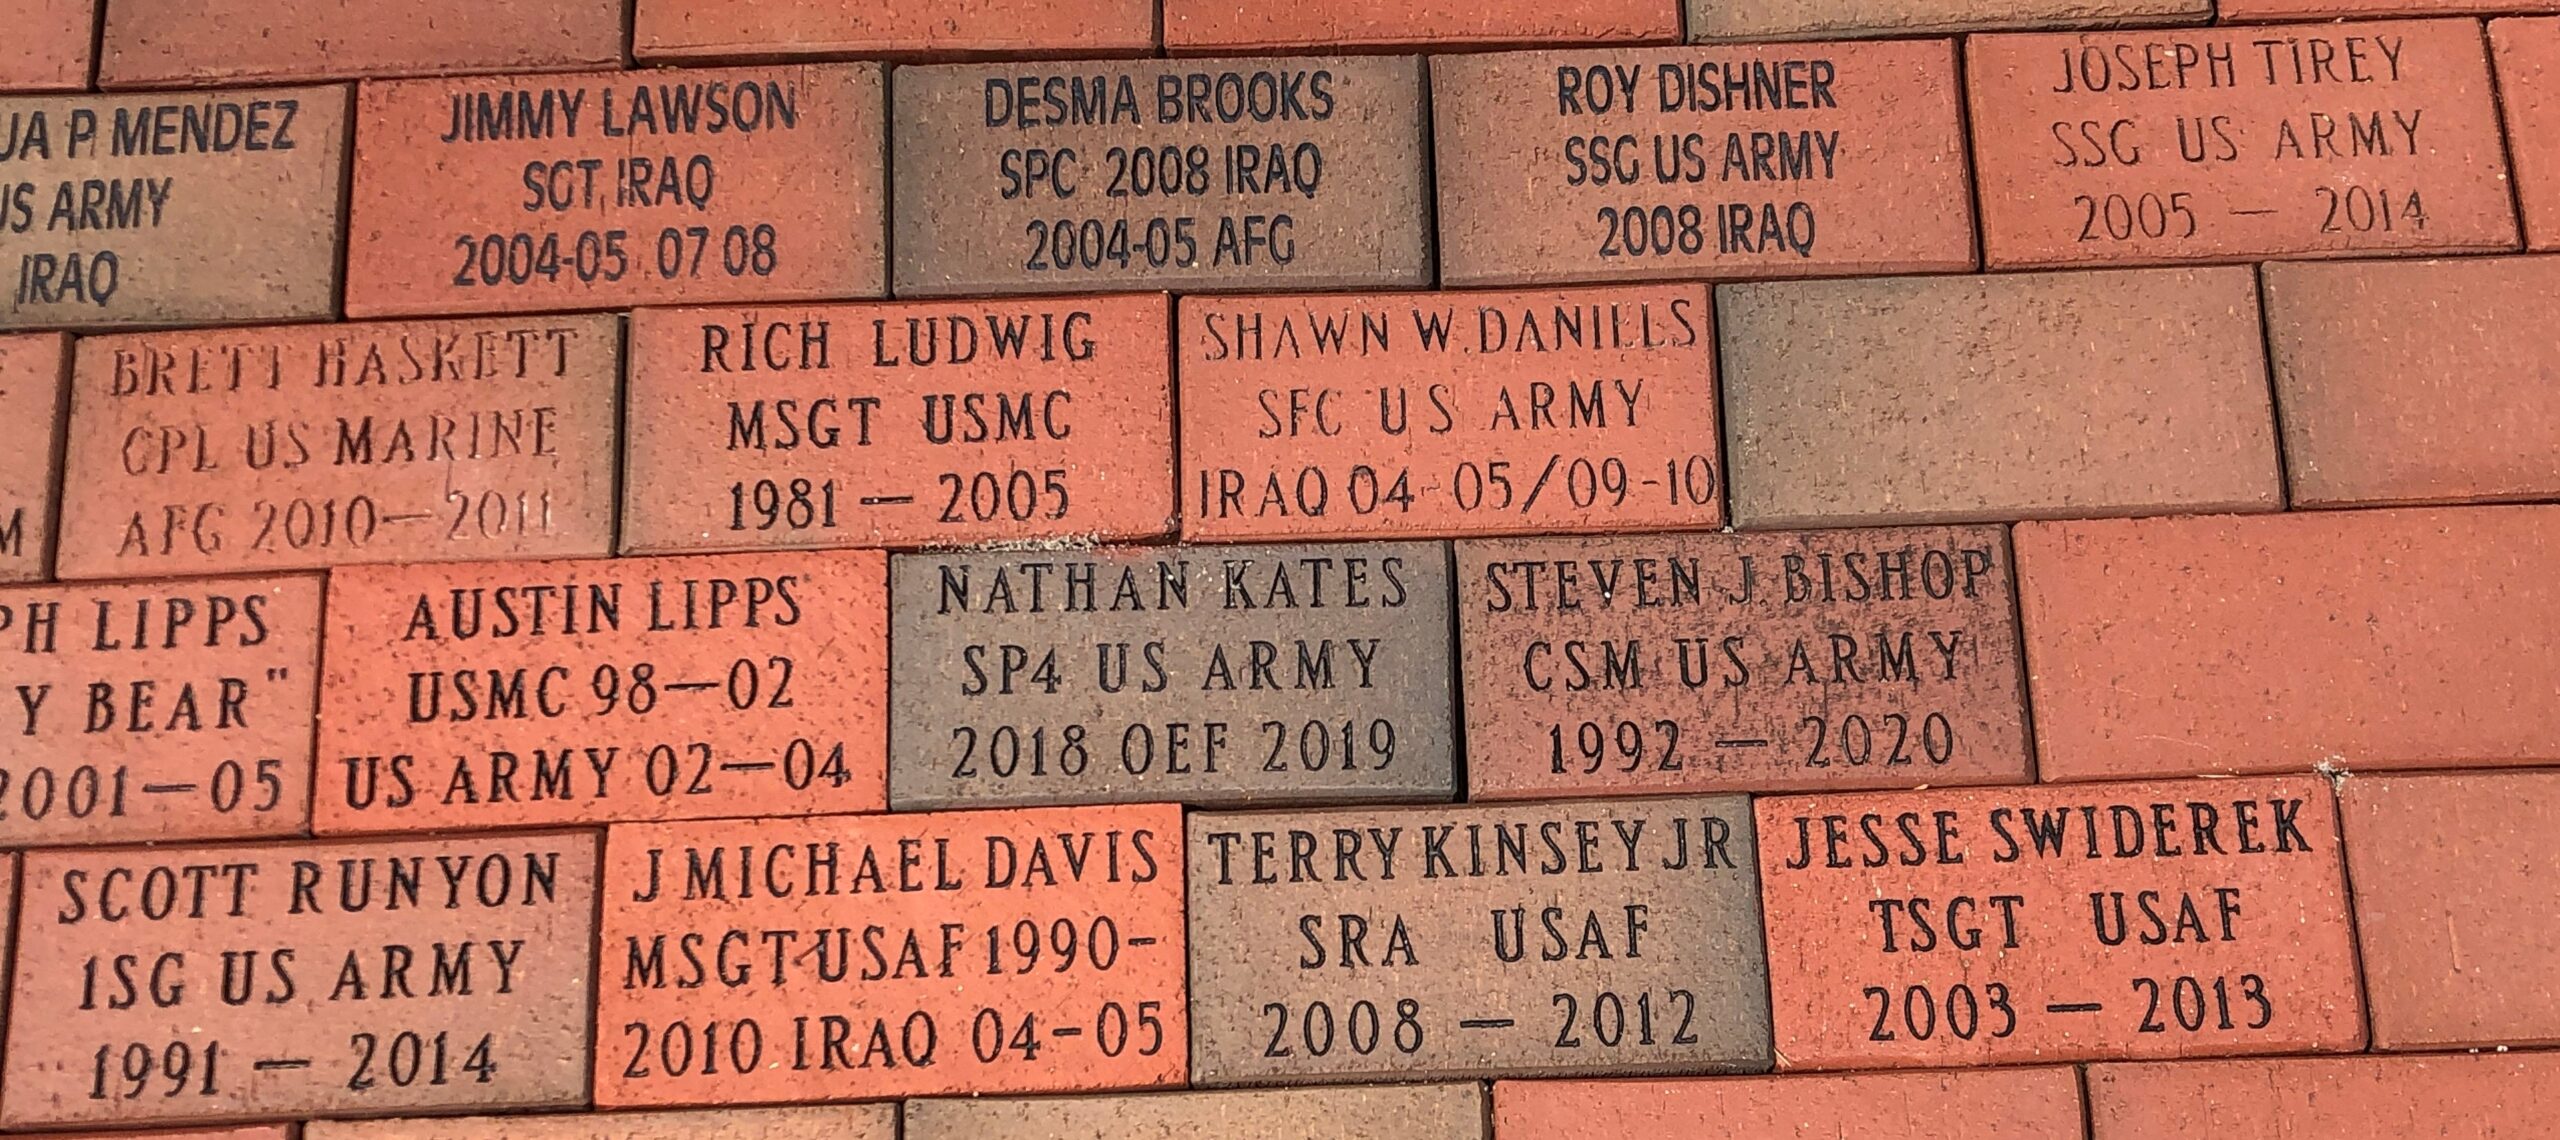 UA P MENDEZ
US ARMY
IRAQ
JIMMY LAWSON
SGT IRAQ
2004-05 07 08
DESMA BROOKS
SPC 2008 IRAQ
2004-05 AFG
ROY DISHNER
SSG US ARMY
2008 IRAQ
JOSEPH TIREY
SSG US ARMY
2005 — 2014
E
M
BRETT HASKETT
CPL US MARINE
AFG 2010—2011
RICH LUDWIG
MSGT USMC
1981 — 2005
SHAWN W. DANIELS
SFC US ARMY
IRAQ 04-05/09-10
PH LIPPS
Y BEAR"
2001—05
AUSTIN LIPPS
USMC 98—02
US ARMY 02—04
NATHAN KATES
SP4 US ARMY
2018 OEF 2019
STEVEN J. BISHOP
CSM US ARMY
1992 — 2020
SCOTT RUNYON
1SG US ARMY
1991 — 2014
J MICHAEL DAVIS
MSGT USAF 1990-
2010 IRAQ 04-05
TERRY KINSEY JR
SRA USAF
2008 — 2012
JESSE SWIDEREK
TSGT USAF
2003 — 2013